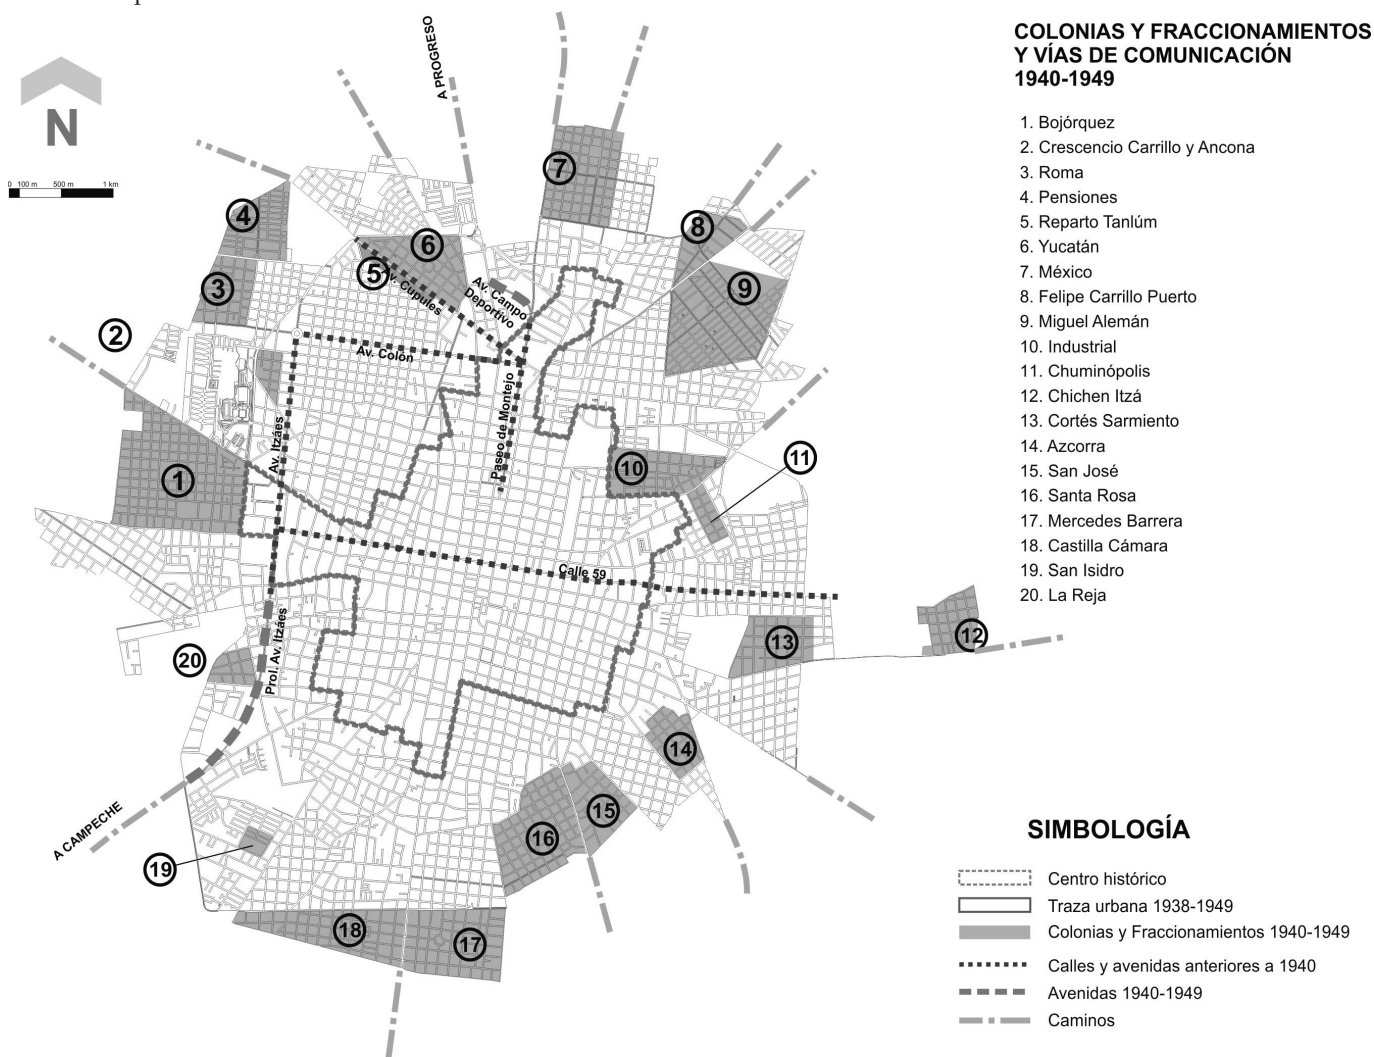 COLONIAS Y FRACCIONAMIENTOS
Y VÍAS DE COMUNICACIÓN
1940-1949
1. Bojórquez
2. Crescencio Carrillo y Ancona
3. Roma
4. Pensiones
5. Reparto Tanlúm
6. Yucatán
7. México
8. Felipe Carrillo Puerto
9. Miguel Alemán
10. Industrial
11. Chuminópolis
12. Chichen Itzá
13. Cortés Sarmiento
14. Azcorra
15. San José
16. Santa Rosa
17. Mercedes Barrera
18. Castilla Cámara
19. San Isidro
20. La Reja
N
0 100 m 500 m 1 km
A PROGRESO
7
4
8
6
5
3
9
Av. Cupules
Av. Campo
Deportivo
2
Av. Colón
Paseo de Montejo
Av. Itzáes
10
11
1
Calle 59
12
13
20
Prol. Av. Itzáes
14
15
16
A CAMPECHE
19
18
17
SIMBOLOGÍA
Centro histórico
Traza urbana 1938-1949
Colonias y Fraccionamientos 1940-1949
Calles y avenidas anteriores a 1940
Avenidas 1940-1949
Caminos